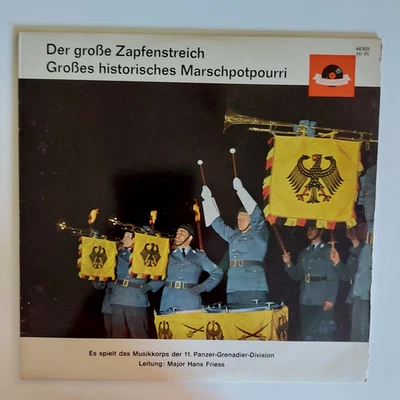 Der große Zapfenstreich
Großes historisches Marschpotpourri
Es spielt das Musikkorps der 11. Panzer-Grenadier-Division
Leitung: Major Hans Friess